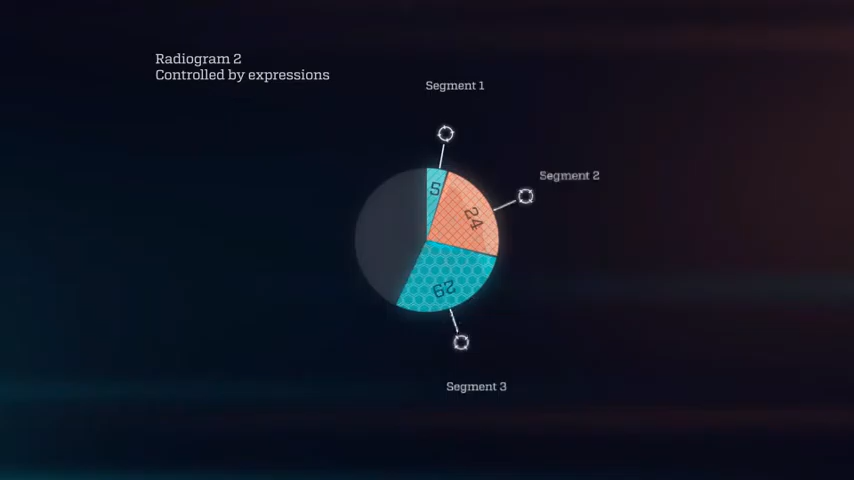 Radiogram 2
Controlled by expressions
Segment 1
Segment 2
5
24
29
Segment 3